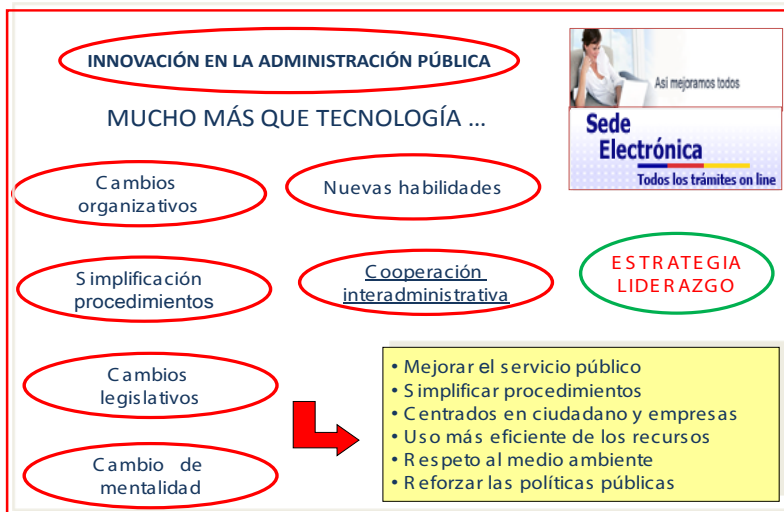 INNOVACIÓN EN LA ADMINISTRACIÓN PÚBLICA
MUCHO MÁS QUE TECNOLOGÍA ...
Así mejoramos todos
Sede
Electrónica
Todos los trámites on line
Cambios
organizativos
Nuevas habilidades
Simplificación
procedimientos
Cooperación
interadministrativa
ESTRATEGIA
LIDERAZGO
Cambios
legislativos
Cambio de
mentalidad
• Mejorar el servicio público
• Simplificar procedimientos
• Centrados en ciudadano y empresas
• Uso más eficiente de los recursos
• Respeto al medio ambiente
• Reforzar las políticas públicas